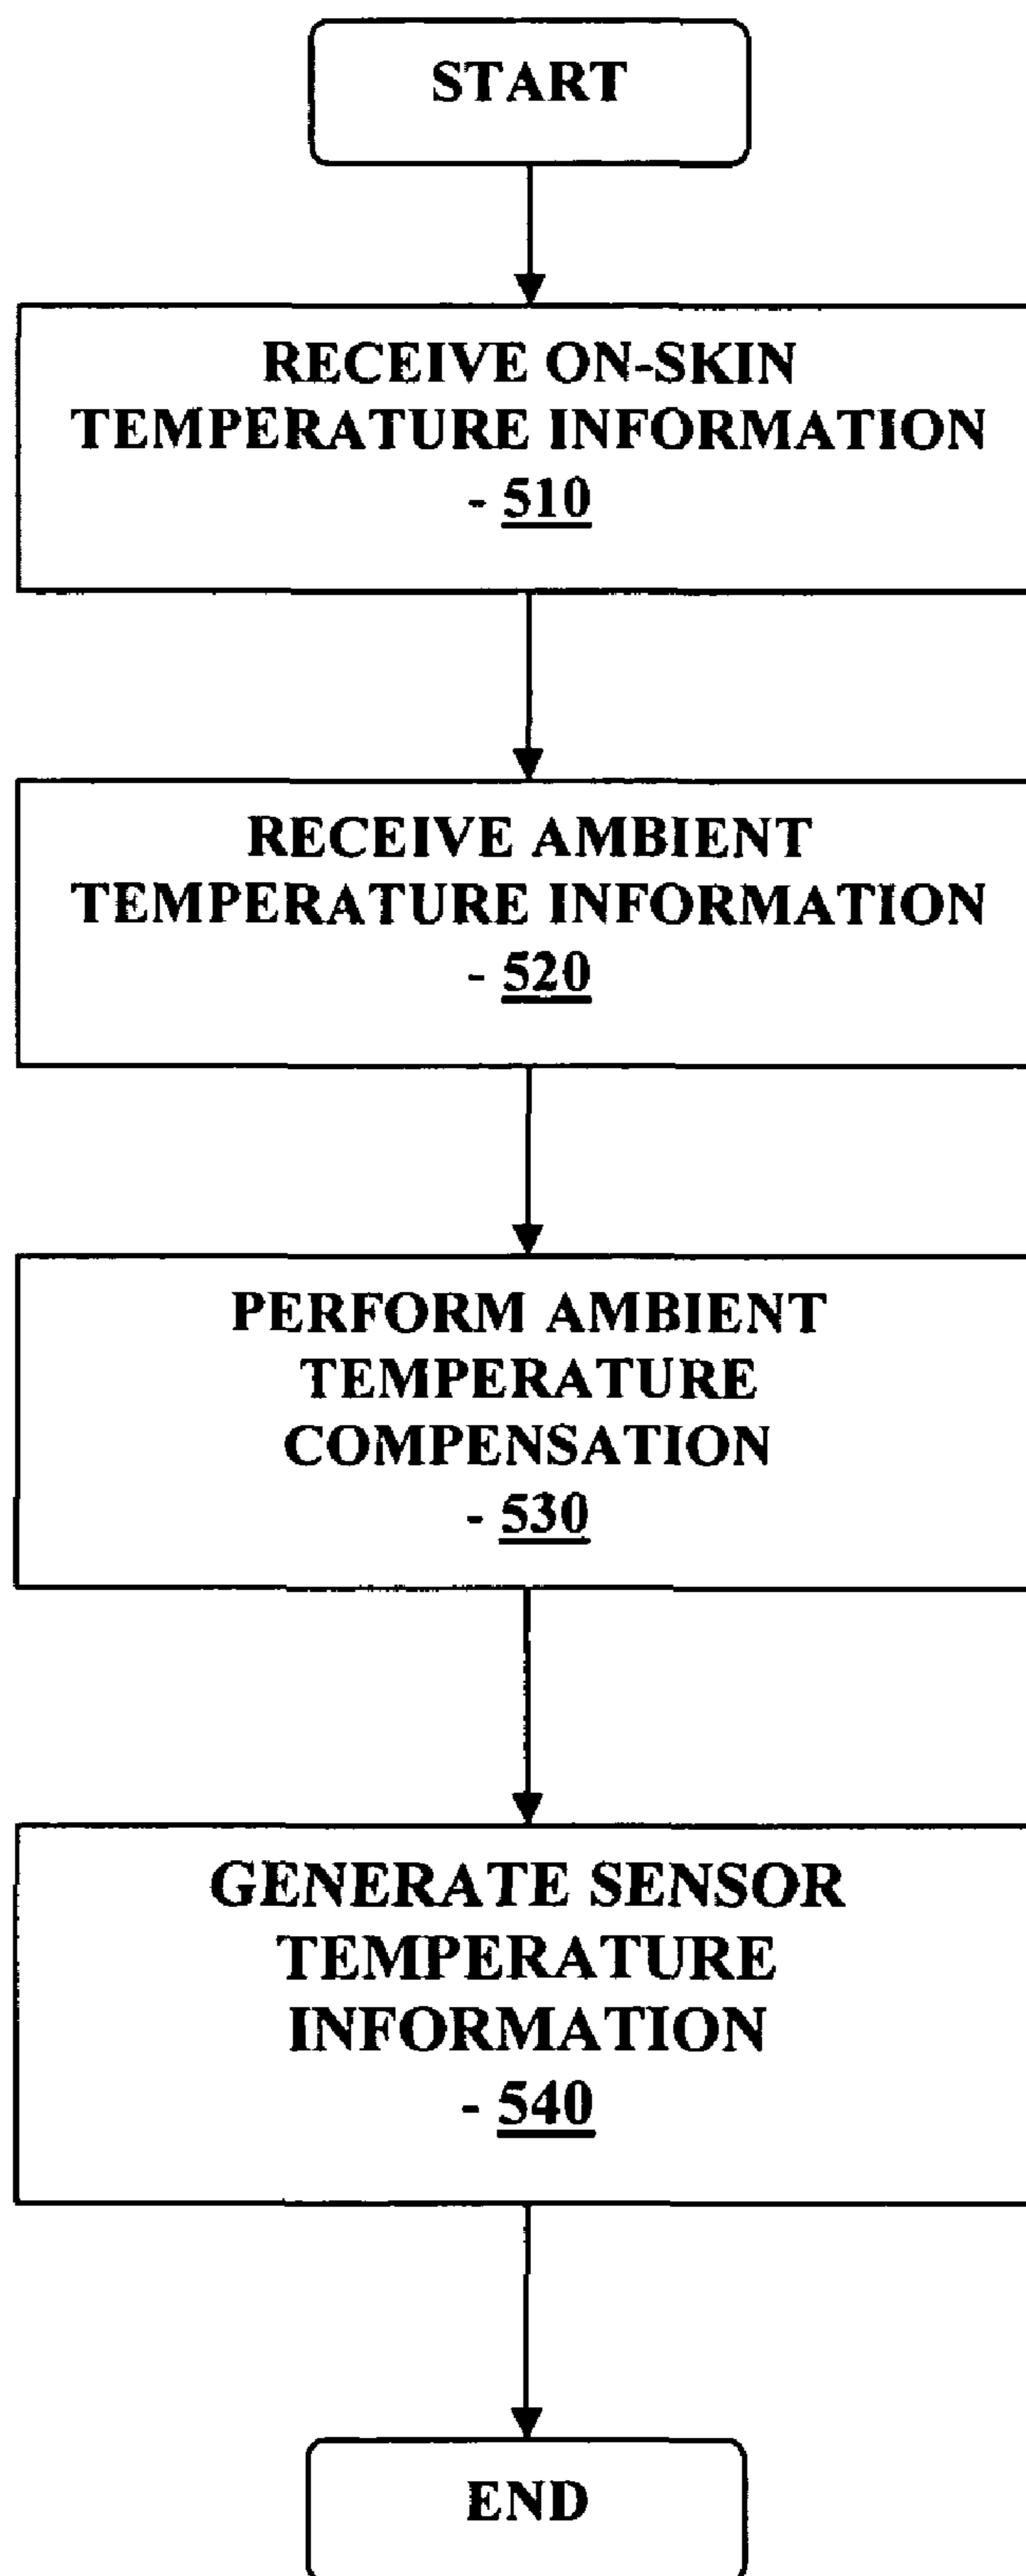 START
RECEIVE ON-SKIN
TEMPERATURE INFORMATION
- 510
RECEIVE AMBIENT
TEMPERATURE INFORMATION
- 520
PERFORM AMBIENT
TEMPERATURE
COMPENSATION
- 530
GENERATE SENSOR
TEMPERATURE
INFORMATION
- 540
END